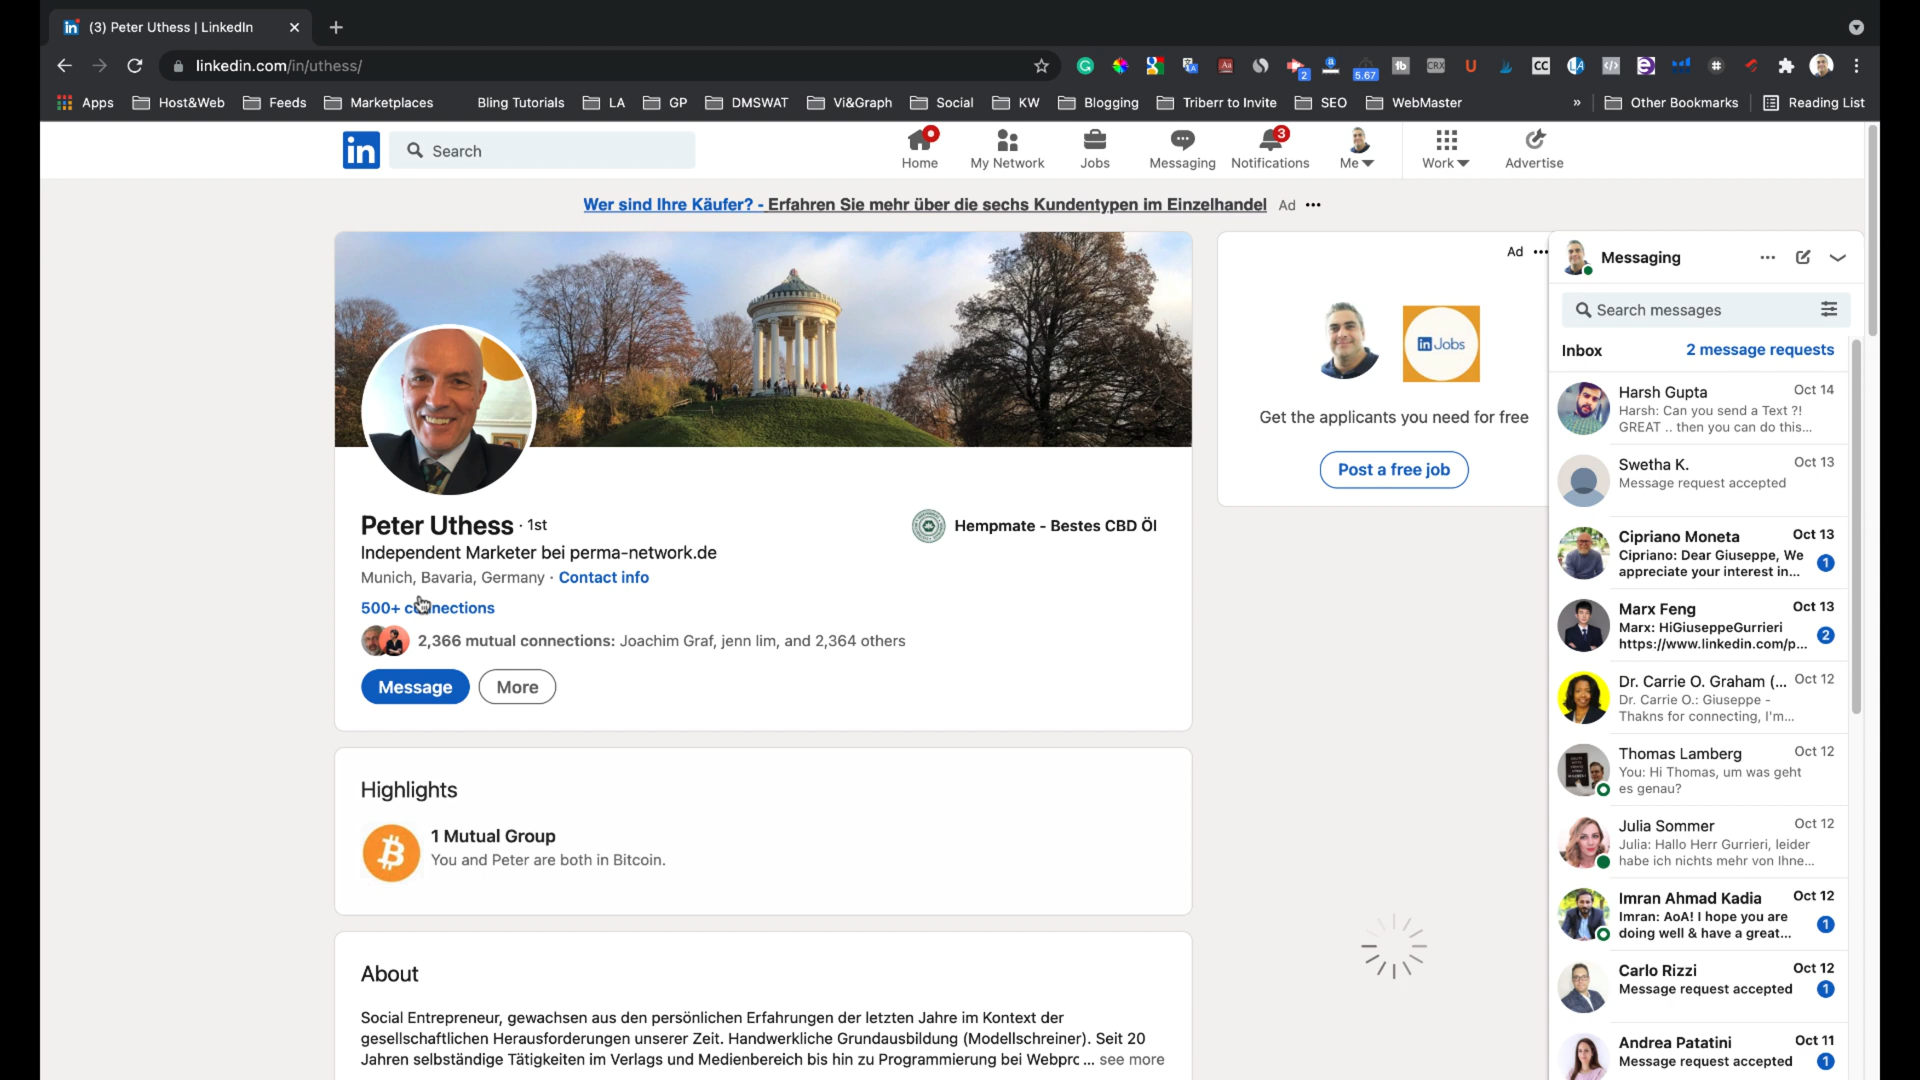 (3) Peter Uthess | LinkedIn
linkedin.com/in/uthess/
2
5.67
Apps
Host&Web
Feeds
Marketplaces
Bling Tutorials
LA
GP
DMSWAT
Vi&Graph
Social
KW
Blogging
Triberr to Invite
SEO
WebMaster
»
Other Bookmarks
Reading List
in
Search
Home
My Network
Jobs
Messaging
3
Notifications
Me
Work
Advertise
Wer sind Ihre Käufer? - Erfahren Sie mehr über die sechs Kundentypen im Einzelhandel
Ad
Peter Uthess · 1st
Independent Marketer bei perma-network.de
Munich, Bavaria, Germany · Contact info
500+ connections
2,366 mutual connections: Joachim Graf, jenn lim, and 2,364 others
Message
More
Hempmate - Bestes CBD Öl
Highlights
1 Mutual Group
You and Peter are both in Bitcoin.
About
Social Entrepreneur, gewachsen aus den persönlichen Erfahrungen der letzten Jahre im Kontext der
gesellschaftlichen Herausforderungen unserer Zeit. Handwerkliche Grundausbildung (Modellschreiner). Seit 20
Jahren selbständige Tätigkeiten im Verlags und Medienbereich bis hin zu Programmierung bei Webprc ... see more
Ad
in Jobs
Get the applicants you need for free
Post a free job
Messaging
Search messages
Inbox
2 message requests
Harsh Gupta
Oct 14
Harsh: Can you send a Text ?!
GREAT .. then you can do this...
Swetha K.
Oct 13
Message request accepted
Cipriano Moneta
Oct 13
Cipriano: Dear Giuseppe, We
appreciate your interest in...
1
Marx Feng
Oct 13
Marx: HiGiuseppeGurrieri
https://www.linkedin.com/p...
2
Dr. Carrie O. Graham (...
Oct 12
Dr. Carrie O.: Giuseppe -
Thakns for connecting, I'm...
Thomas Lamberg
Oct 12
You: Hi Thomas, um was geht
es genau?
Julia Sommer
Oct 12
Julia: Hallo Herr Gurrieri, leider
habe ich nichts mehr von Ihne...
Imran Ahmad Kadia
Oct 12
Imran: AoA! I hope you are
doing well & have a great...
1
Carlo Rizzi
Oct 12
Message request accepted
1
Andrea Patatini
Oct 11
Message request accepted
1